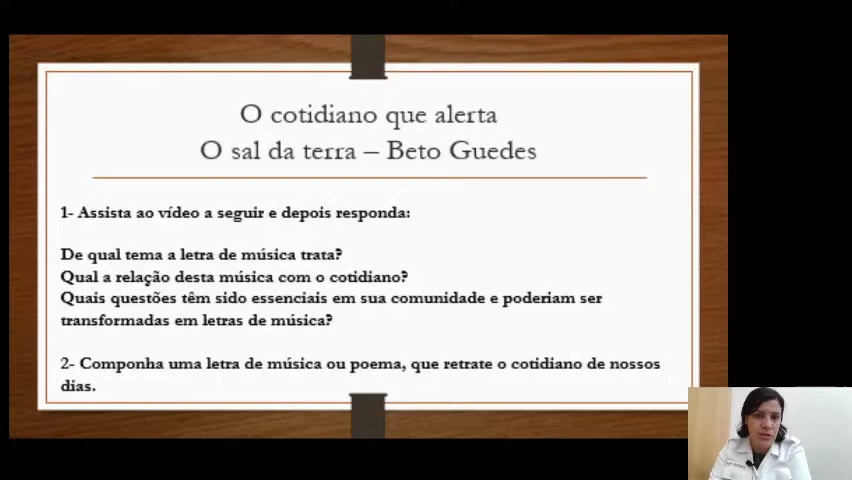 O cotidiano que alerta
O sal da terra – Beto Guedes
1- Assista ao vídeo a seguir e depois responda:
De qual tema a letra de música trata?
Qual a relação desta música com o cotidiano?
Quais questões têm sido essenciais em sua comunidade e poderiam ser
transformadas em letras de música?
2- Componha uma letra de música ou poema, que retrate o cotidiano de nossos
dias.